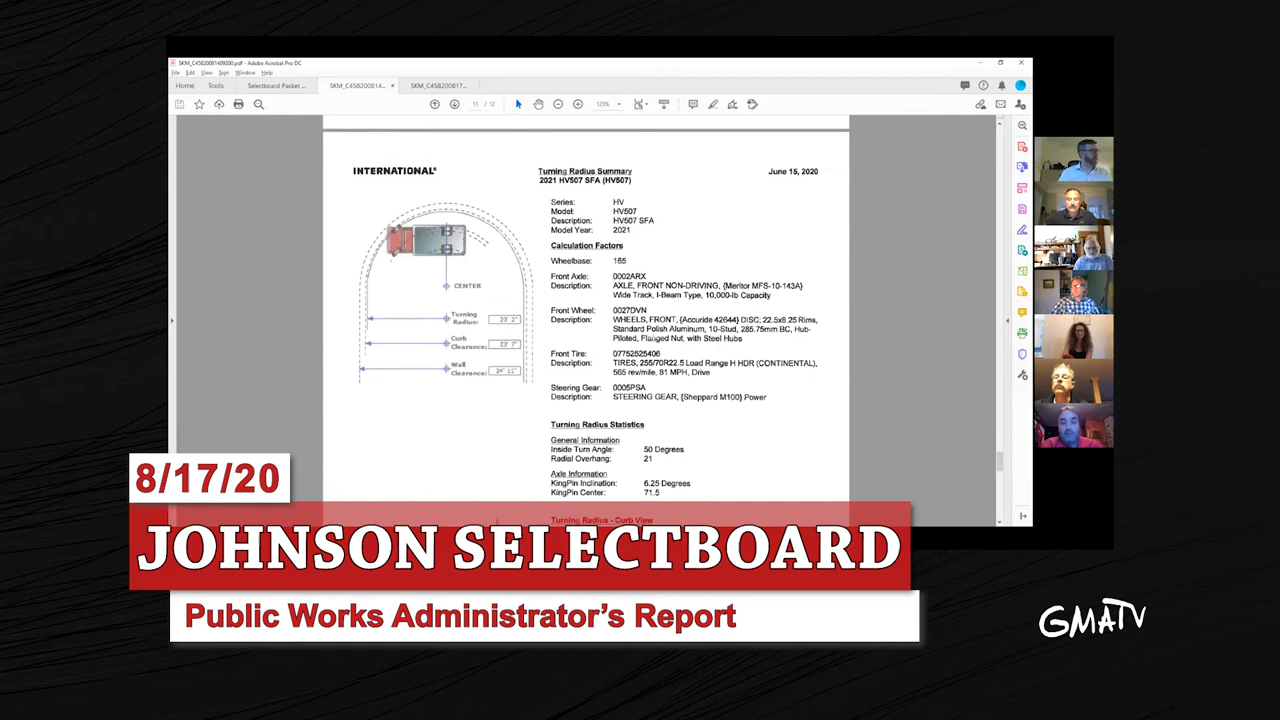 SKM_C45820081409200.pdf - Adobe Acrobat Pro DC
File Edit View Sign Window Help
Home Tools Selectboard Packet ... SKM_C458200814... × SKM_C458200817...
11 / 12 125%
INTERNATIONAL®
Turning Radius Summary
2021 HV507 SFA (HV507)
June 15, 2020
CENTER
Turning
Radius:
23' 2"
Curb
Clearance:
23' 7"
Wall
Clearance:
24' 11"
Series: HV
Model: HV507
Description: HV507 SFA
Model Year: 2021
Calculation Factors
Wheelbase: 165
Front Axle: 0002ARX
Description: AXLE, FRONT NON-DRIVING, {Meritor MFS-10-143A}
Wide Track, I-Beam Type, 10,000-lb Capacity
Front Wheel: 0027DVN
Description: WHEELS, FRONT, {Accuride 42644} DISC; 22.5x8.25 Rims,
Standard Polish Aluminum, 10-Stud, 285.75mm BC, Hub-
Piloted, Flanged Nut, with Steel Hubs
Front Tire: 07752525406
Description: TIRES, 255/70R22.5 Load Range H HDR (CONTINENTAL),
565 rev/mile, 81 MPH, Drive
Steering Gear: 0005PSA
Description: STEERING GEAR, {Sheppard M100} Power
Turning Radius Statistics
General Information
Inside Turn Angle: 50 Degrees
Radial Overhang: 21
Axle Information
KingPin Inclination: 6.25 Degrees
KingPin Center: 71.5
Turning Radius - Curb View
8/17/20
JOHNSON SELECTBOARD
Public Works Administrator's Report
GMATV